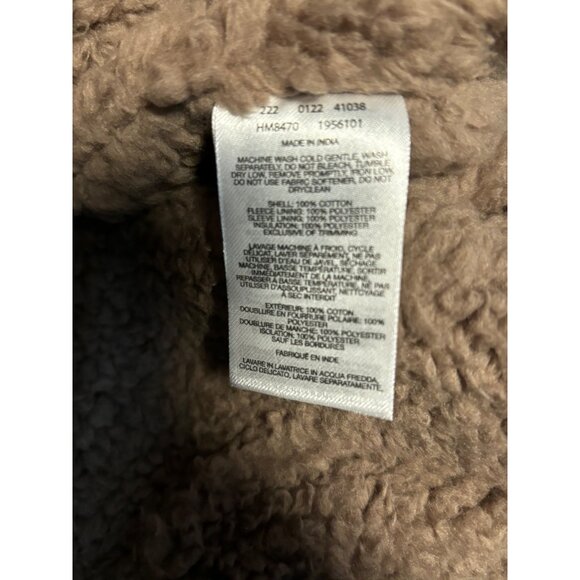 222 0122 41038
HM8470 1956101
MADE IN INDIA
MACHINE WASH COLD GENTLE, WASH
SEPARATELY, DO NOT BLEACH, TUMBLE
DRY LOW, REMOVE PROMPTLY, IRON LOW,
DO NOT USE FABRIC SOFTENER, DO NOT
DRYCLEAN
SHELL: 100% COTTON
FLEECE LINING: 100% POLYESTER
SLEEVE LINING: 100% POLYESTER
INSULATION: 100% POLYESTER
EXCLUSIVE OF TRIMMING
LAVAGE MACHINE À FROID, CYCLE
DÉLICAT, LAVER SÉPARÉMENT, NE PAS
UTILISER D'EAU DE JAVEL, SÉCHAGE
MACHINE, BASSE TEMPÉRATURE, SORTIR
IMMÉDIATEMENT DE LA MACHINE,
REPASSER À BASSE TEMPÉRATURE, NE PAS
UTILISER D'ASSOUPLISSANT, NETTOYAGE
À SEC INTERDIT
EXTÉRIEUR: 100% COTON
DOUBLURE EN FOURRURE POLAIRE: 100%
POLYESTER
DOUBLURE DE MANCHE: 100% POLYESTER
ISOLATION: 100% POLYESTER
SAUF LES BORDURES
FABRIQUÉ EN INDE
LAVARE IN LAVATRICE IN ACQUA FREDDA,
CICLO DELICATO, LAVARE SEPARATAMENTE,